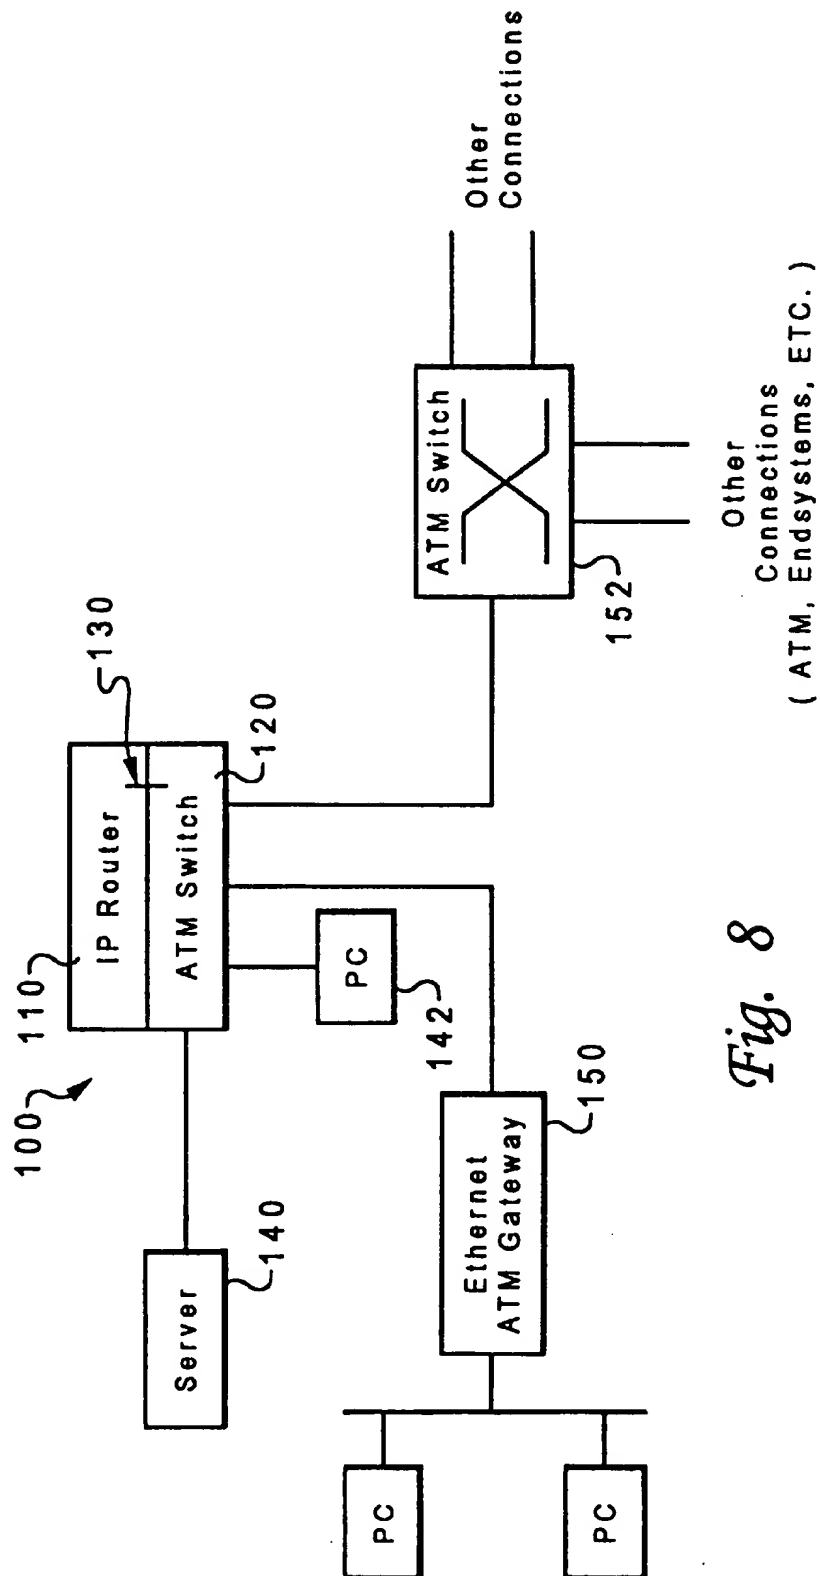 100
110
IP Router
130
ATM Switch
120
Server
140
PC
142
Ethernet
ATM Gateway
150
PC
PC
ATM Switch
152
Other
Connections
Other
Connections
( ATM, Endsystems, ETC. )
Fig. 8